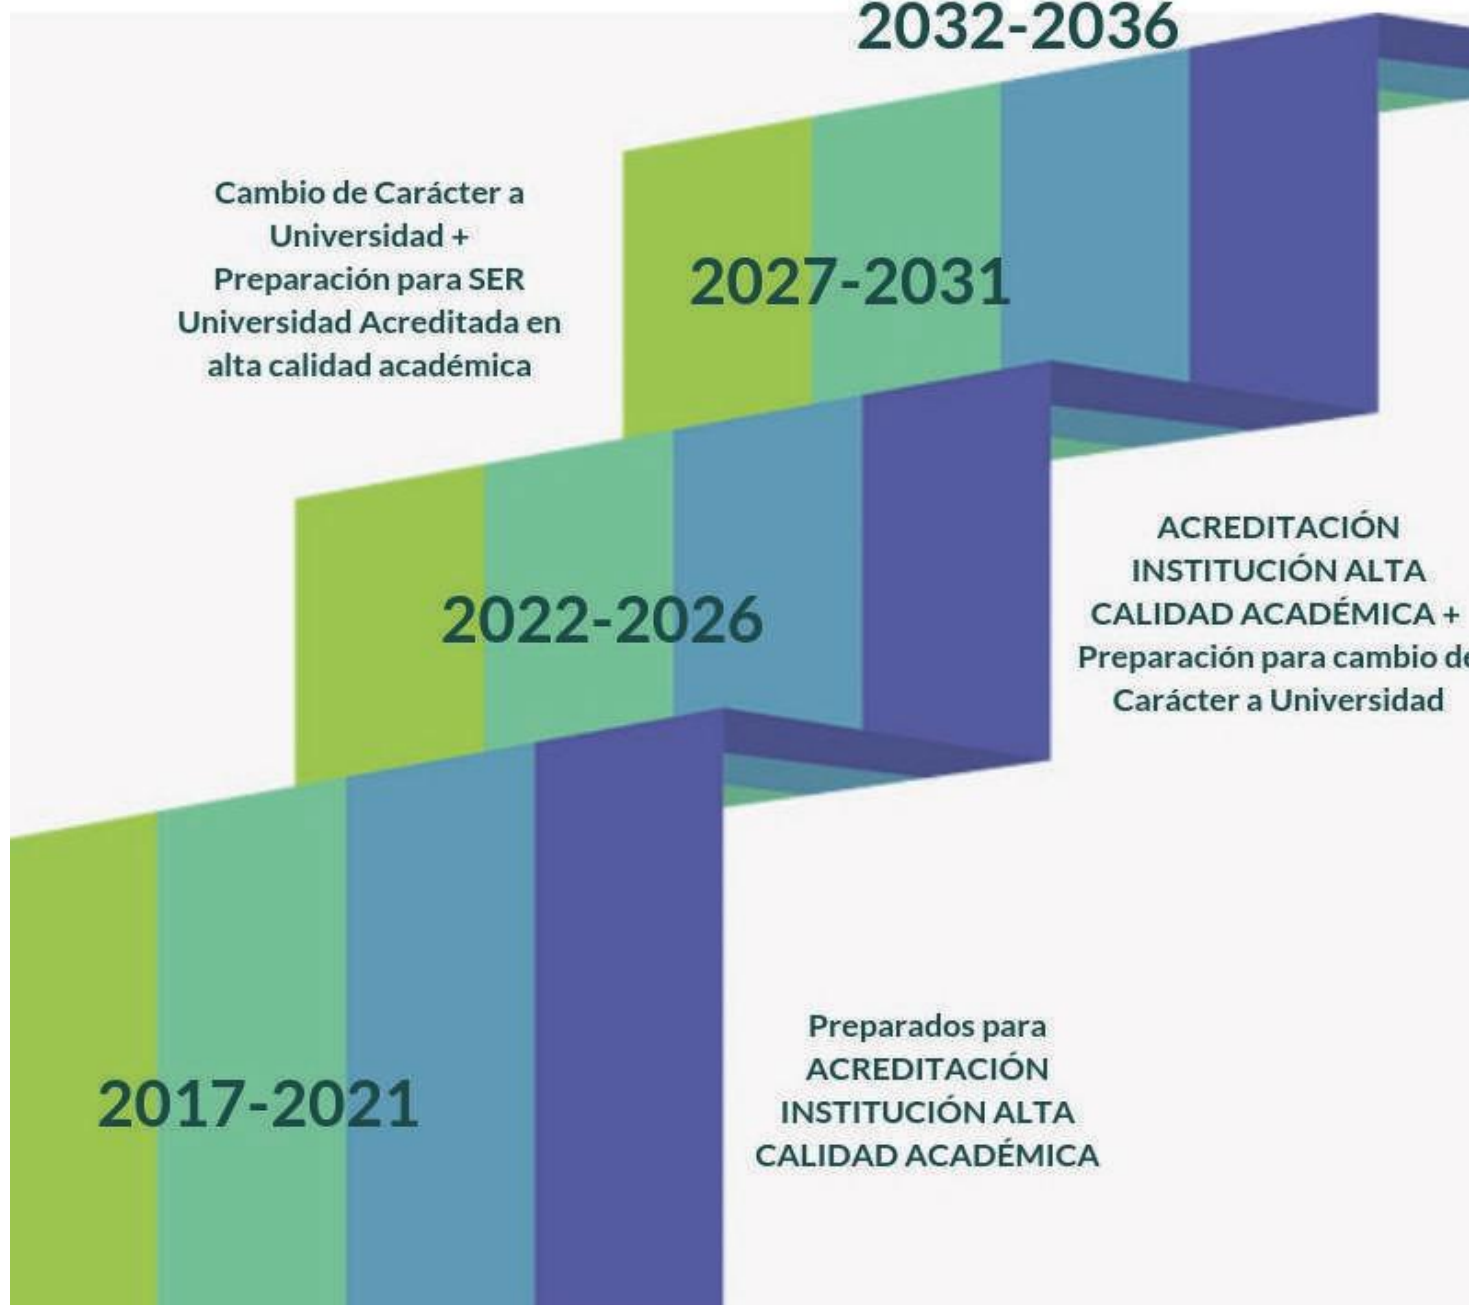 2032-2036
Cambio de Carácter a
Universidad +
Preparación para SER
Universidad Acreditada en
alta calidad académica
2027-2031
ACREDITACIÓN
INSTITUCIÓN ALTA
CALIDAD ACADÉMICA +
Preparación para cambio de
Carácter a Universidad
2022-2026
2017-2021
Preparados para
ACREDITACIÓN
INSTITUCIÓN ALTA
CALIDAD ACADÉMICA